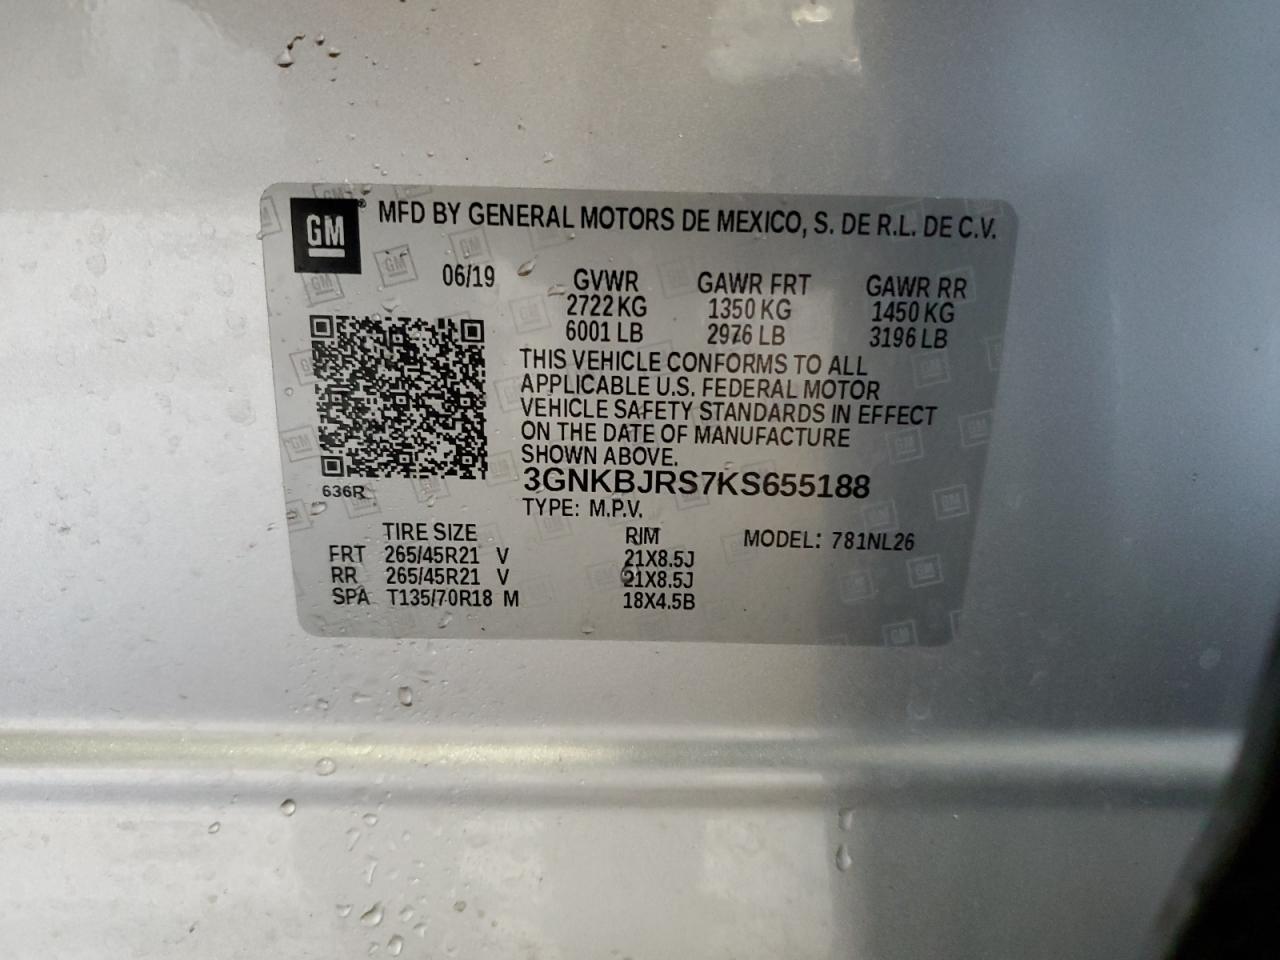 GM® MFD BY GENERAL MOTORS DE MEXICO, S. DE R.L. DE C.V.
06/19 GVWR GAWR FRT GAWR RR
2722 KG 1350 KG 1450 KG
6001 LB 2976 LB 3196 LB
THIS VEHICLE CONFORMS TO ALL
APPLICABLE U.S. FEDERAL MOTOR
VEHICLE SAFETY STANDARDS IN EFFECT
ON THE DATE OF MANUFACTURE
SHOWN ABOVE.
3GNKBJRS7KS655188
636R
TYPE: M.P.V.
TIRE SIZE RIM MODEL: 781NL26
FRT 265/45R21 V 21X8.5J
RR 265/45R21 V 21X8.5J
SPA T135/70R18 M 18X4.5B